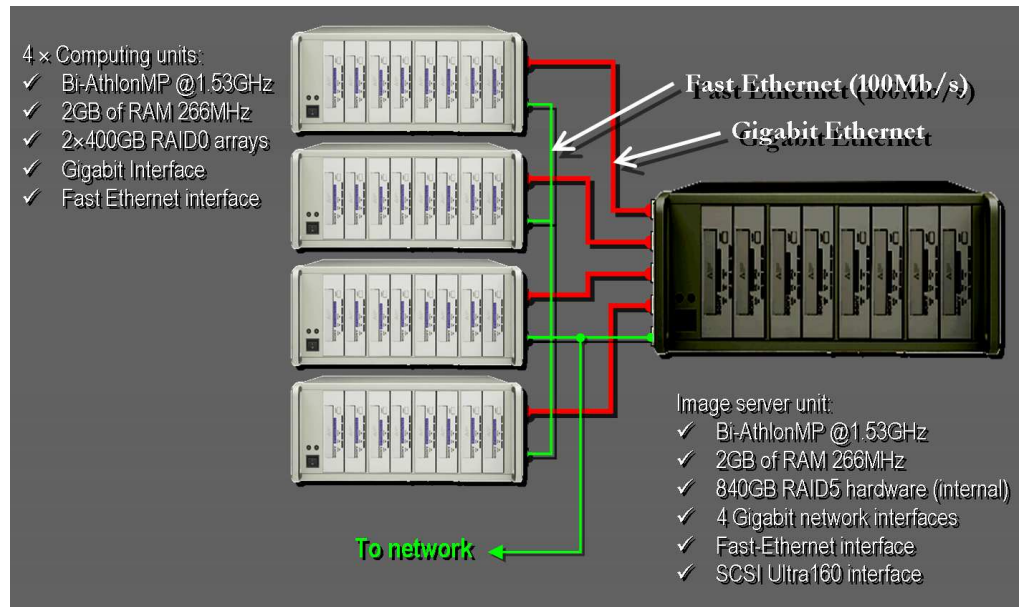 4 × Computing units:
✓ Bi-AthlonMP @1.53GHz
✓ 2GB of RAM 266MHz
✓ 2×400GB RAID0 arrays
✓ Gigabit Interface
✓ Fast Ethernet interface
Fast Ethernet (100Mb/s)
Gigabit Ethernet
Image server unit:
✓ Bi-AthlonMP @1.53GHz
✓ 2GB of RAM 266MHz
✓ 840GB RAID5 hardware (internal)
✓ 4 Gigabit network interfaces
✓ Fast-Ethernet interface
✓ SCSI Ultra160 interface
To network